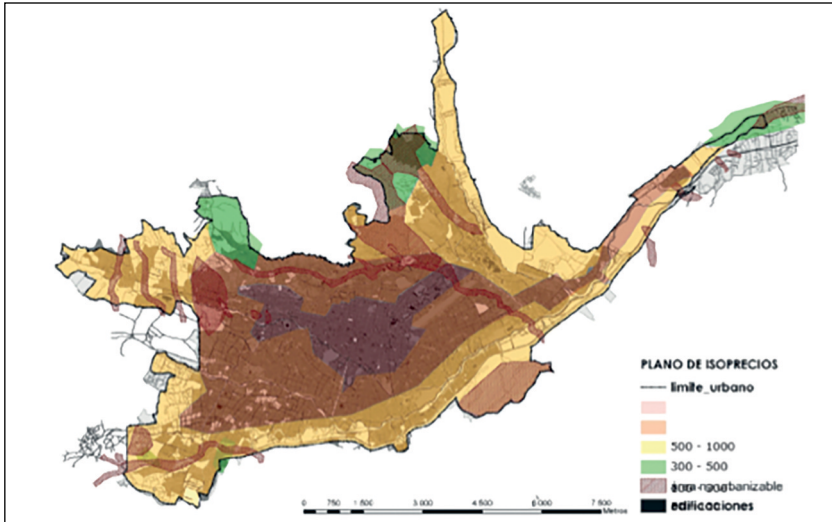 PLANO DE ISOPRECIOS
limite_urbano
500 - 1000
300 - 500
edificaciones
0 750 1 500 3 000 4 500 6 000 7 500
Metros